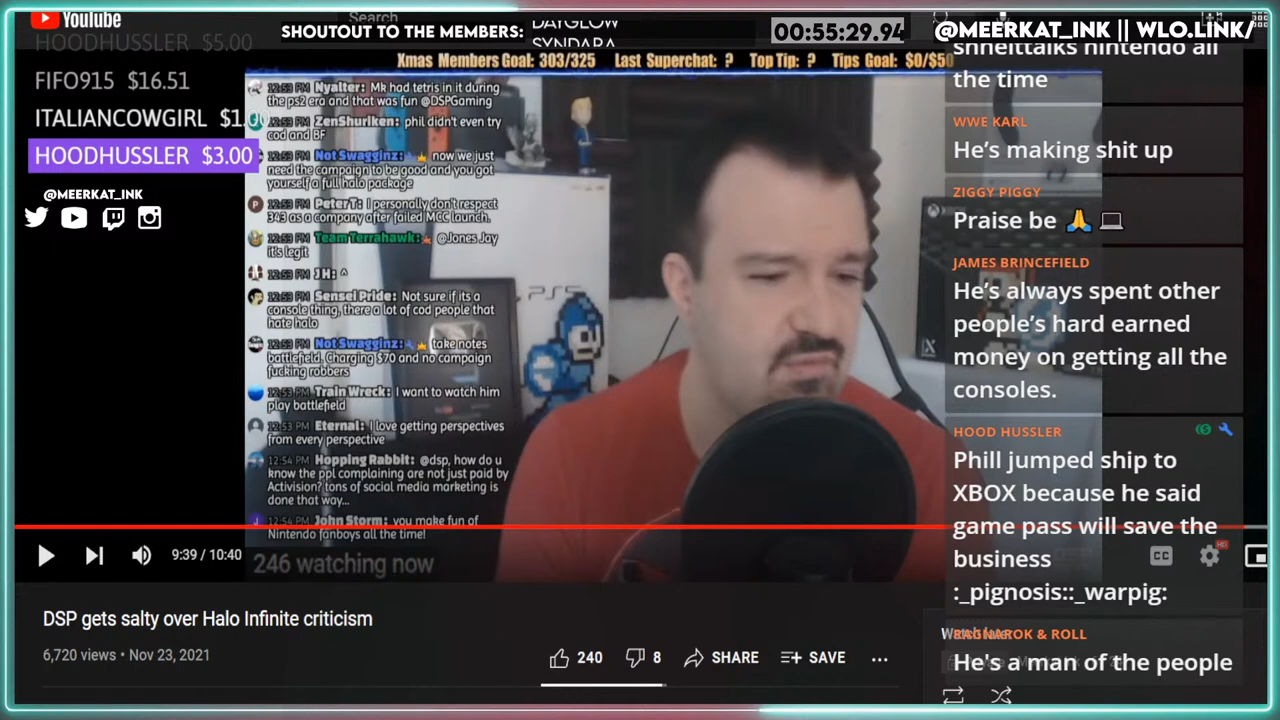 YouTube
Search
SHOUTOUT TO THE MEMBERS:
DAYGLOW
SYNDARA
00:55:29.94
@MEERKAT_INK || WLO.LINK/
HOODHUSSLER $5.00
FIFO915 $16.51
ITALIANCOWGIRL $1.00
HOODHUSSLER $3.00
@MEERKAT_INK
Xmas Members Goal: 303/325 Last Superchat: ? Top Tip: ? Tips Goal: $0/$50
12:53 PM Nyalter: Mk had tetris in it during
the ps2 era and that was fun @DSPGaming
12:53 PM ZenShuriken: phil didn't even try
cod and BF
12:53 PM Not Swagginz: now we just
need the campaign to be good and you got
yourself a full halo package
12:53 PM PeterT: I personally don't respect
343 as a company after failed MCC launch.
12:53 PM Team Terrahawk: @JonesJay
it's legit
12:53 PM JH: ^
12:53 PM Sensei Pride: Not sure if its a
console thing, there a lot of cod people that
hate halo
12:53 PM Not Swagginz: take notes
battlefield. Charging $70 and no campaign
fucking robbers
12:53 PM Train Wreck: I want to watch him
play battlefield
12:53 PM Eternal: I love getting perspectives
from every perspective
12:54 PM Hopping Rabbit: @dsp, how do u
know the ppl complaining are not just paid by
Activision? tons of social media marketing is
done that way...
12:54 PM John Storm: you make fun of
Nintendo fanboys all the time!
246 watching now
PS5
XBOX
X
shneittalks nintendo all
the time
WWE KARL
He's making shit up
ZIGGY PIGGY
Praise be 🙏 💻
JAMES BRINCEFIELD
He's always spent other
people's hard earned
money on getting all the
consoles.
HOOD HUSSLER
Phill jumped ship to
XBOX because he said
game pass will save the
business
:_pignosis::_warpig:
RAGNAROK & ROLL
He's a man of the people
9:39 / 10:40
CC
HD
DSP gets salty over Halo Infinite criticism
6,720 views • Nov 23, 2021
240
8
SHARE
SAVE